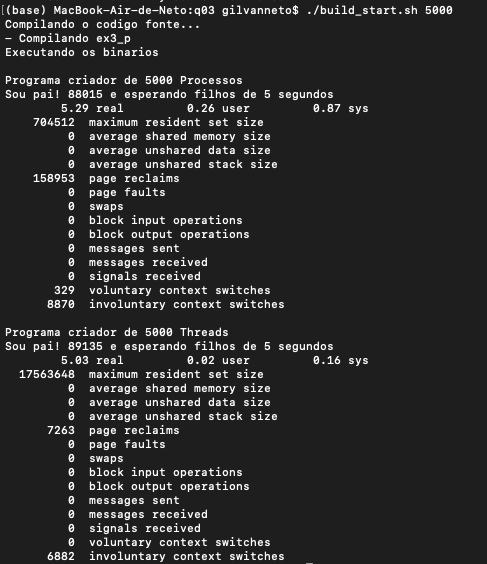 [(base) MacBook-Air-de-Neto:q03 gilvanneto$ ./build_start.sh 5000
Compilando o codigo fonte...
- Compilando ex3_p
Executando os binarios
Programa criador de 5000 Processos
Sou pai! 88015 e esperando filhos de 5 segundos
5.29 real 0.26 user 0.87 sys
704512 maximum resident set size
0 average shared memory size
0 average unshared data size
0 average unshared stack size
158953 page reclaims
0 page faults
0 swaps
0 block input operations
0 block output operations
0 messages sent
0 messages received
0 signals received
329 voluntary context switches
8870 involuntary context switches
Programa criador de 5000 Threads
Sou pai! 89135 e esperando filhos de 5 segundos
5.03 real 0.02 user 0.16 sys
17563648 maximum resident set size
0 average shared memory size
0 average unshared data size
0 average unshared stack size
7263 page reclaims
0 page faults
0 swaps
0 block input operations
0 block output operations
0 messages sent
0 messages received
0 signals received
0 voluntary context switches
6882 involuntary context switches